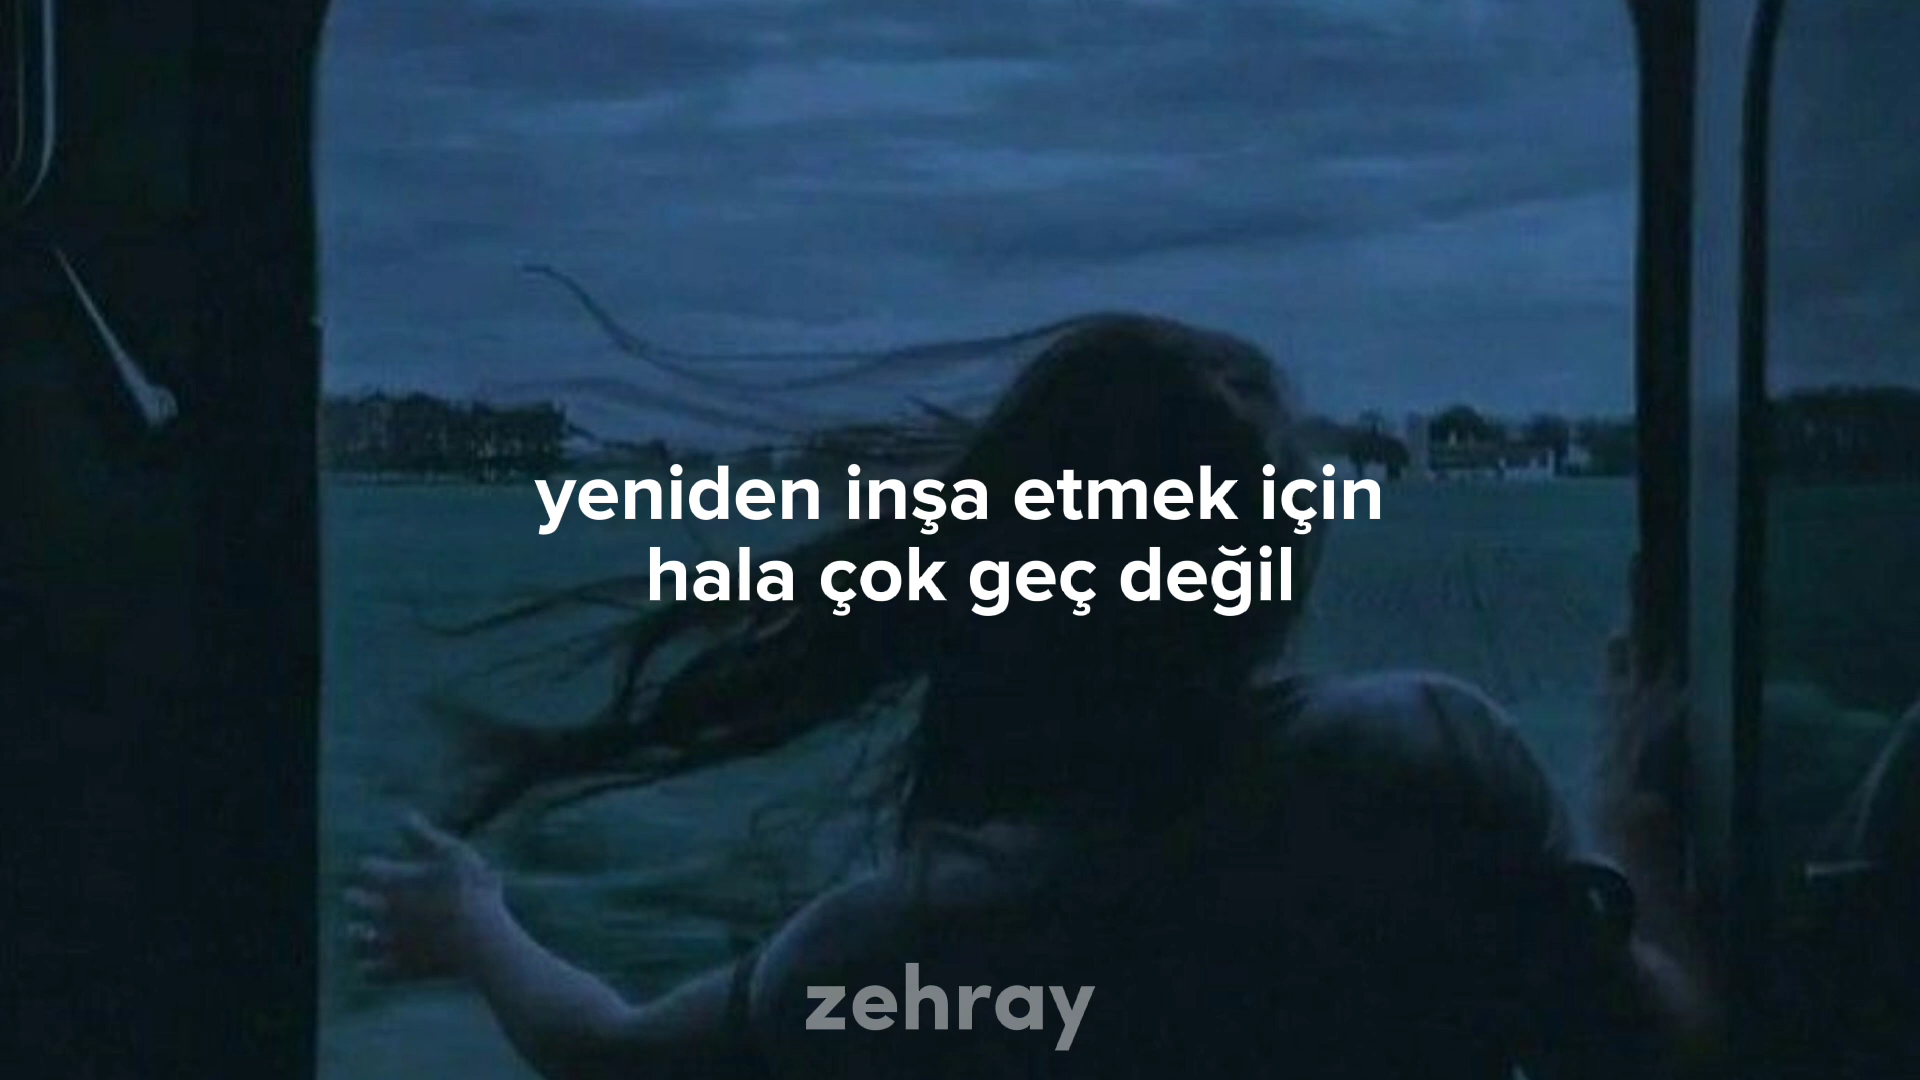 yeniden inşa etmek için
hala çok geç değil
zehray